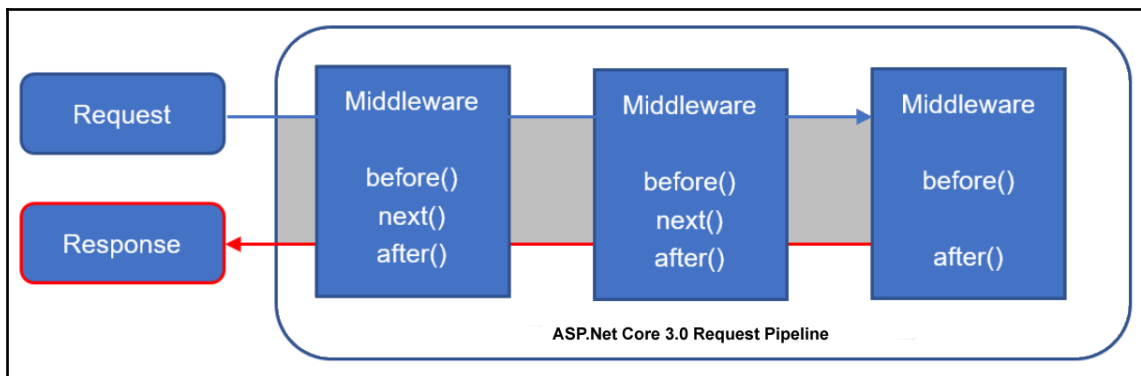 Request
Response
Middleware
before()
next()
after()
Middleware
before()
next()
after()
Middleware
before()
after()
ASP.Net Core 3.0 Request Pipeline